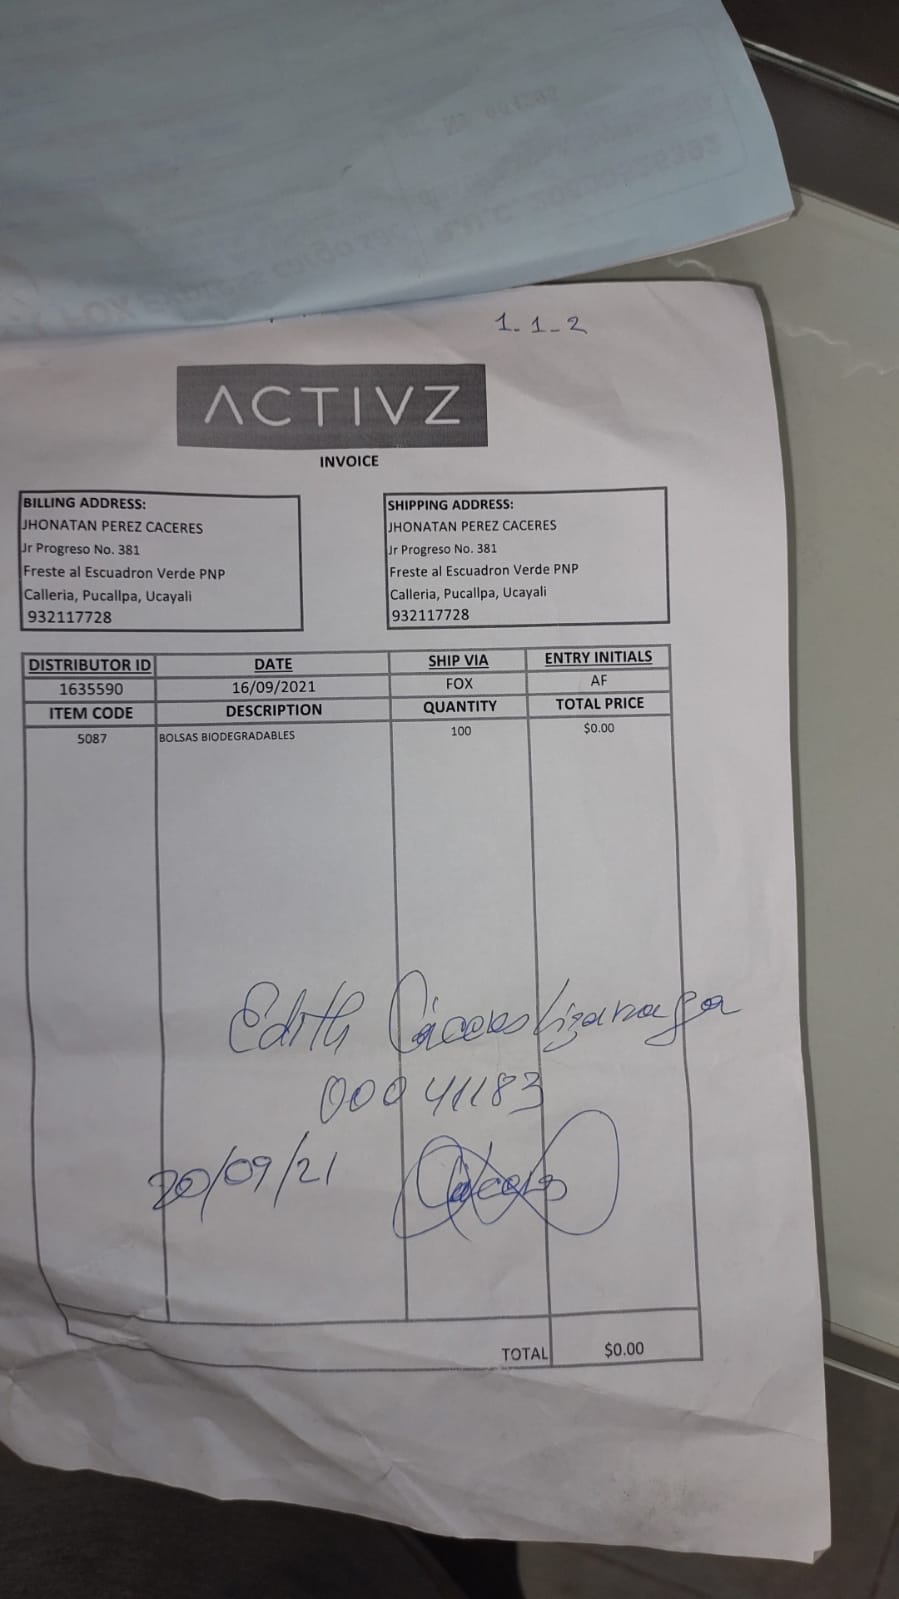 1-1-2
ACTIVZ
INVOICE
BILLING ADDRESS:
JHONATAN PEREZ CACERES
Jr Progreso No. 381
Freste al Escuadron Verde PNP
Calleria, Pucallpa, Ucayali
932117728
SHIPPING ADDRESS:
JHONATAN PEREZ CACERES
Jr Progreso No. 381
Freste al Escuadron Verde PNP
Calleria, Pucallpa, Ucayali
932117728
DISTRIBUTOR ID DATE SHIP VIA ENTRY INITIALS
1635590 16/09/2021 FOX AF
ITEM CODE DESCRIPTION QUANTITY TOTAL PRICE
5087 BOLSAS BIODEGRADABLES 100 $0.00
Edith Cáceres Lizanaga
00041183
20/09/21 Cáceres
TOTAL $0.00